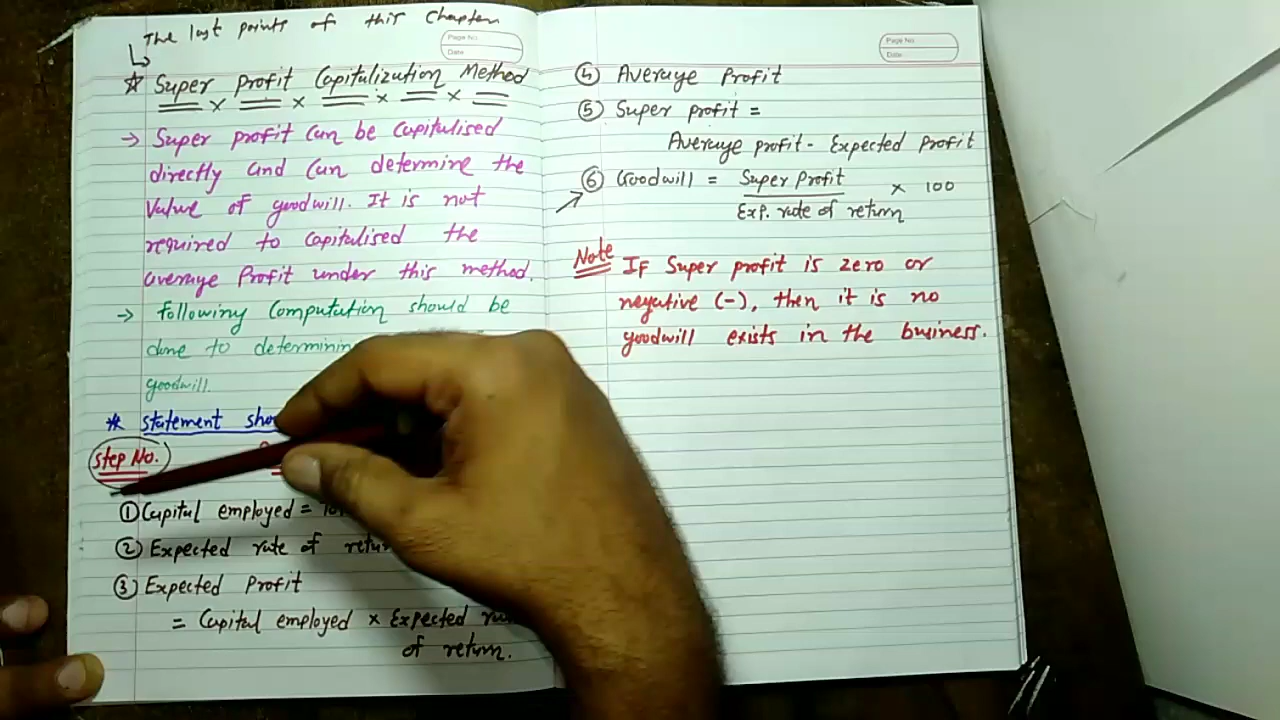 The last points of this Chapter
Page No.
Date
☆ Super Profit Capitalization Method
→ Super profit can be Capitalised
directly and can determine the
value of goodwill. It is not
required to capitalised the
average Profit under this method.
→ following Computation should be
done to determining
goodwill.
* Statement
Step No.
① Capital employed =
② Expected rate of
③ Expected Profit
= Capital employed × Expected
of return.
Page No.
Date
④ Average Profit
⑤ Super profit =
Average profit - Expected Profit
⑥ Goodwill = Super Profit × 100
Exp. rate of return
Note If Super profit is zero or
negative (-), then it is no
goodwill exists in the business.